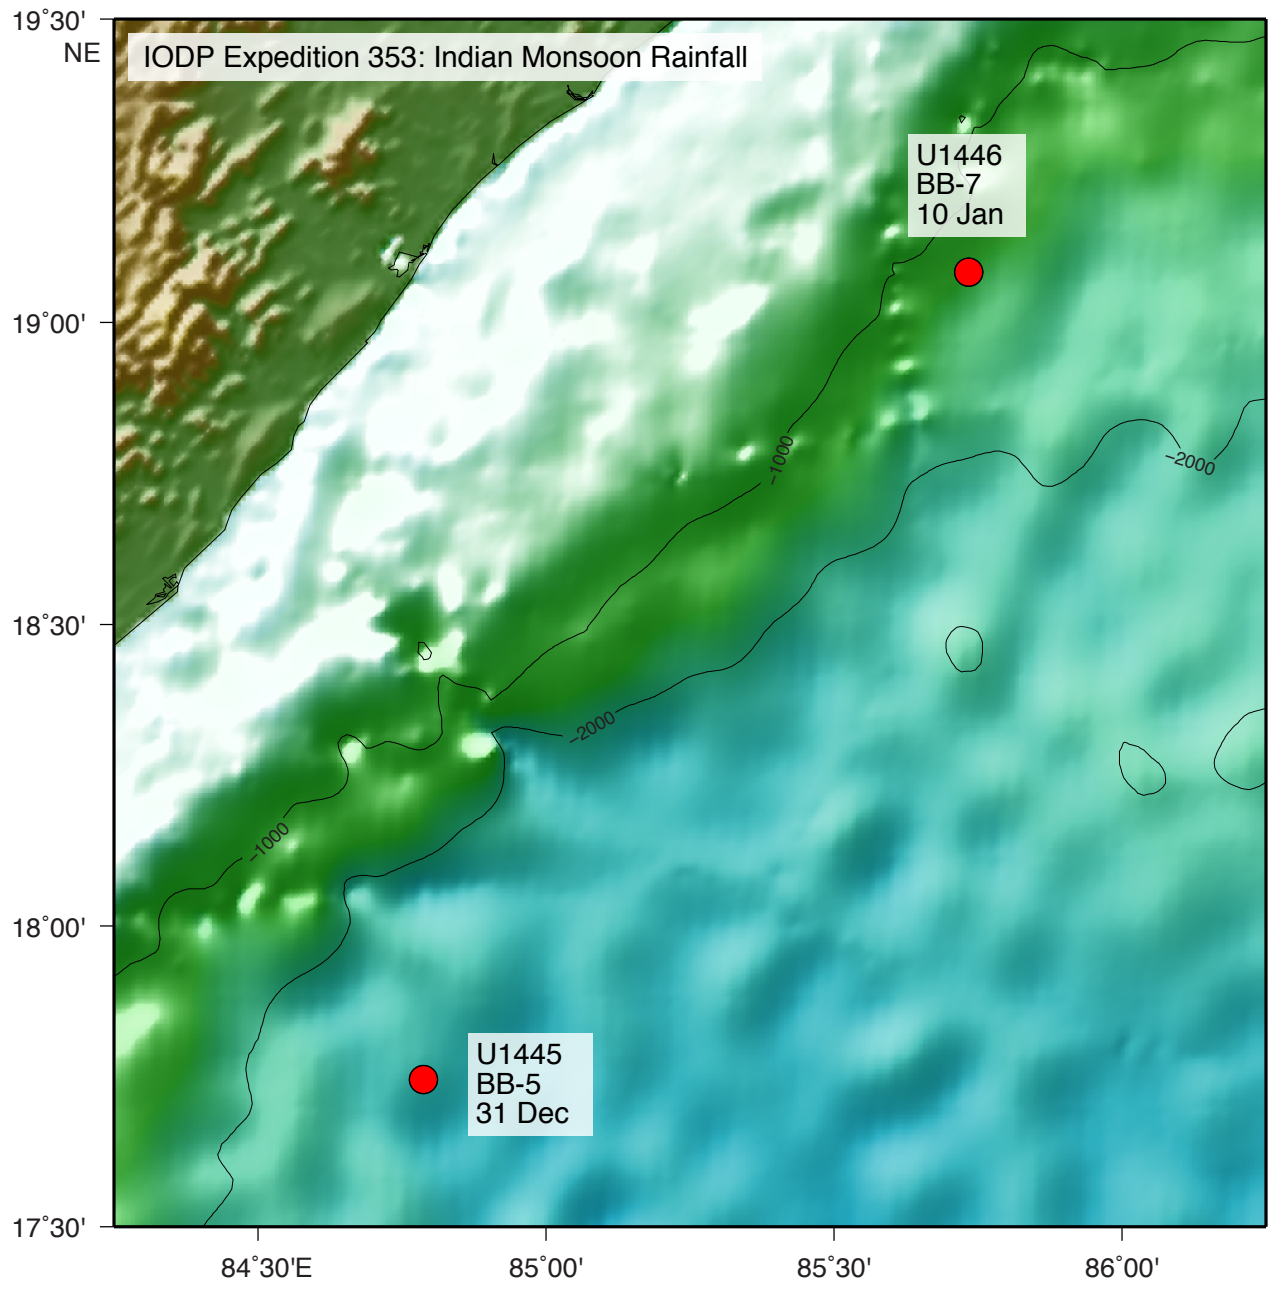 19˚30'
NE
IODP Expedition 353: Indian Monsoon Rainfall
U1446
BB-7
10 Jan
19˚00'
−1000
−2000
18˚30'
−2000
−1000
18˚00'
U1445
BB-5
31 Dec
17˚30'
84˚30'E
85˚00'
85˚30'
86˚00'